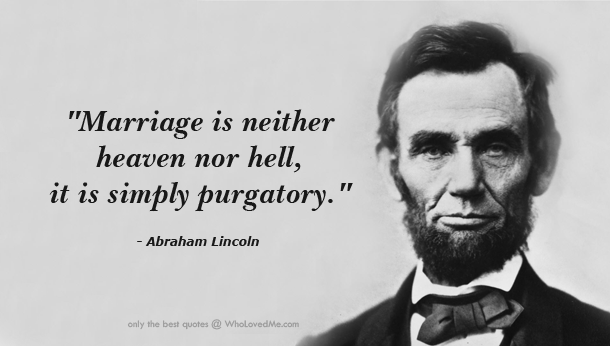 "Marriage is neither
heaven nor hell,
it is simply purgatory."
- Abraham Lincoln
only the best quotes @ WhoLovedMe.com